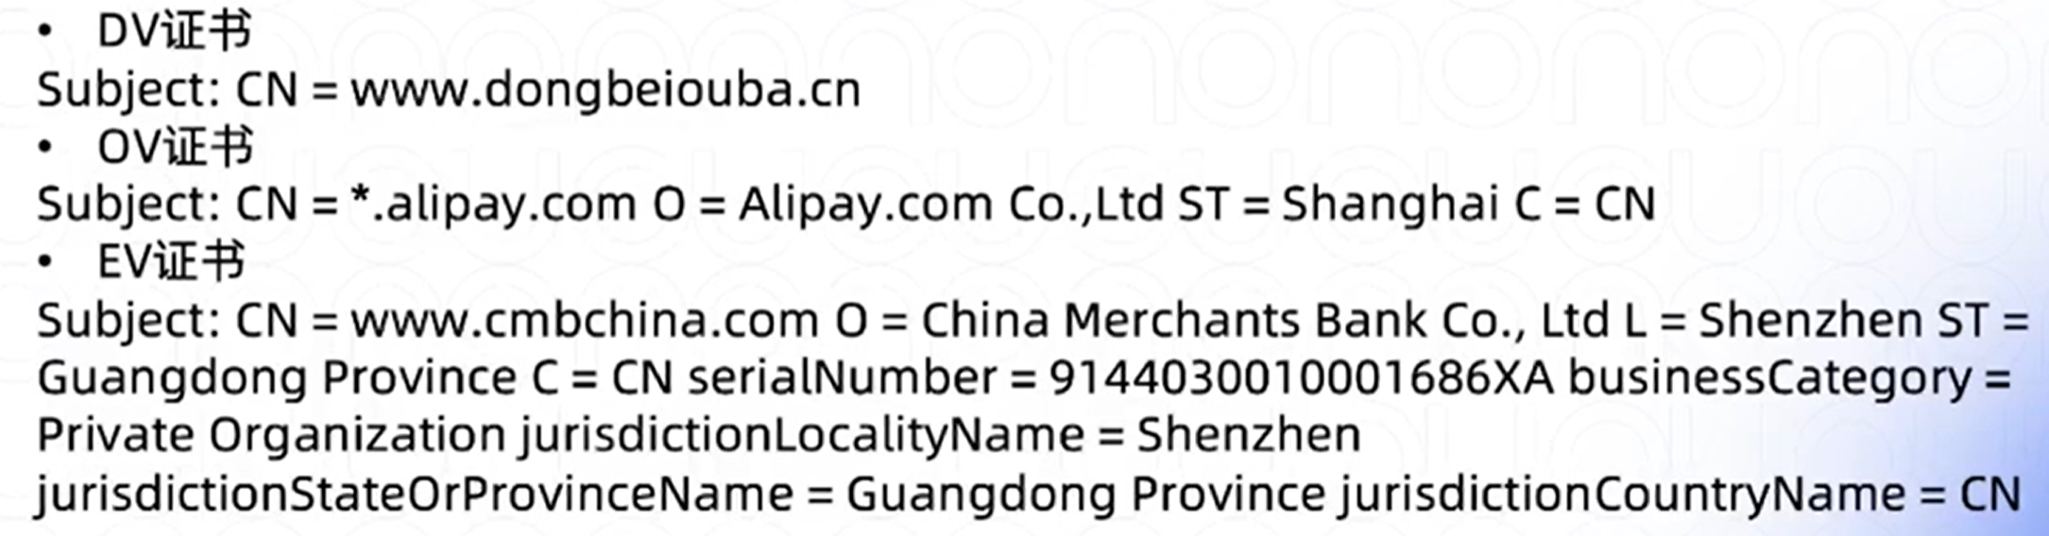 • DV证书
Subject: CN = www.dongbeiouba.cn
• OV证书
Subject: CN = *.alipay.com O = Alipay.com Co.,Ltd ST = Shanghai C = CN
• EV证书
Subject: CN = www.cmbchina.com O = China Merchants Bank Co., Ltd L = Shenzhen ST =
Guangdong Province C = CN serialNumber = 9144030010001686XA businessCategory =
Private Organization jurisdictionLocalityName = Shenzhen
jurisdictionStateOrProvinceName = Guangdong Province jurisdictionCountryName = CN